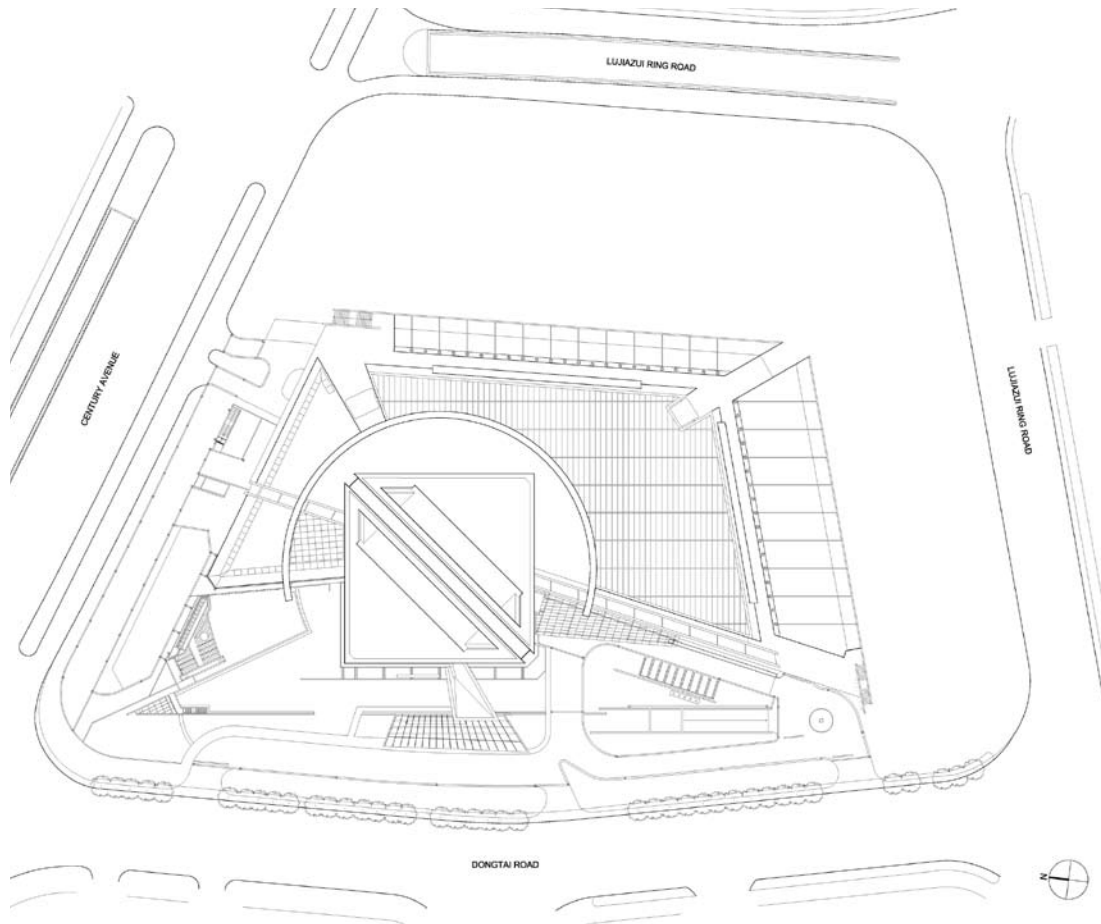 LUJIAZUI RING ROAD
CENTURY AVENUE
LUJIAZUI RING ROAD
DONGTAI ROAD
N